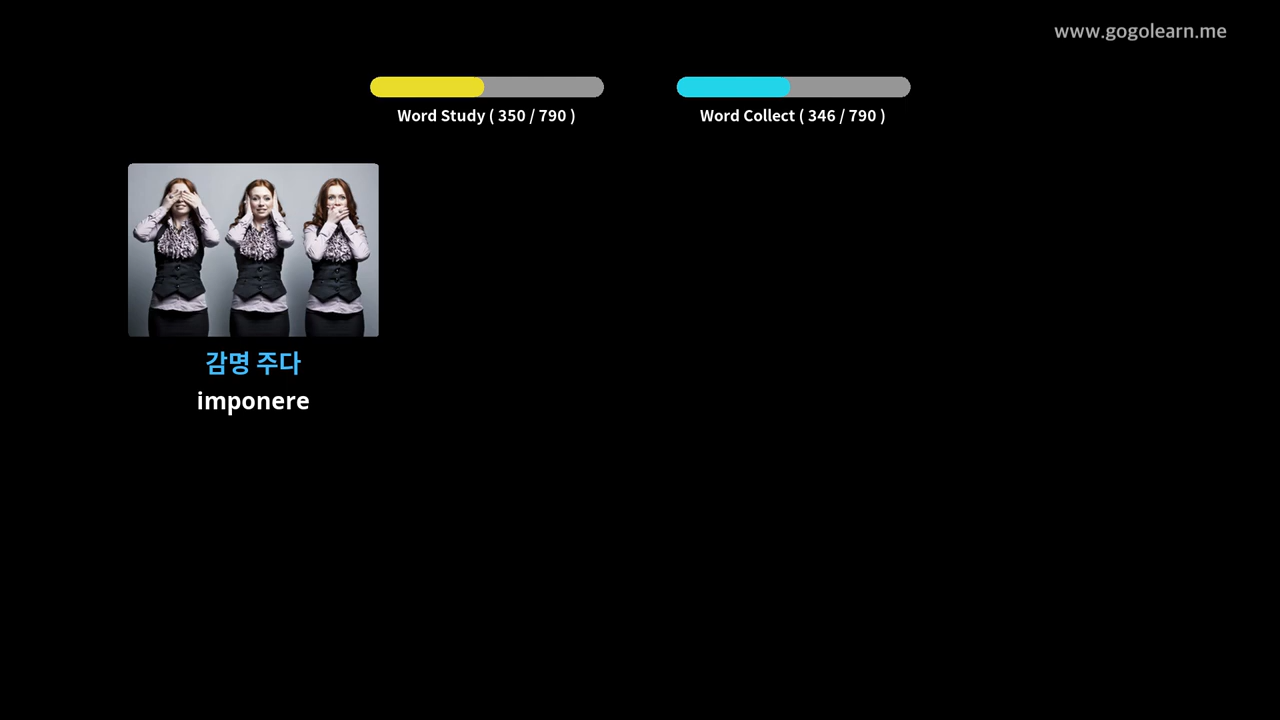 www.gogolearn.me
Word Study ( 350 / 790 )
Word Collect ( 346 / 790 )
감명 주다
imponere